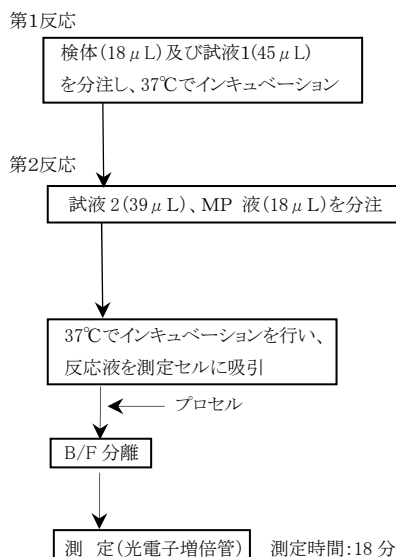 第1反応
検体(18μL)及び試液1(45μL)
を分注し、37℃でインキュベーション
第2反応
試液2(39μL)、MP 液(18μL)を分注
37℃でインキュベーションを行い、
反応液を測定セルに吸引
プロセル
B/F 分離
測 定(光電子増倍管) 測定時間:18 分